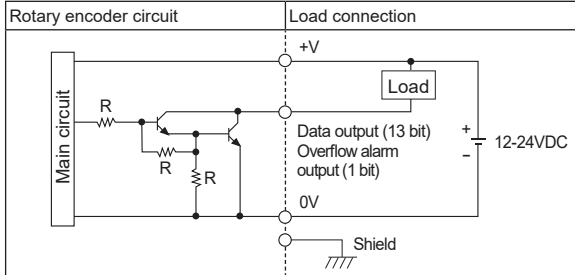 Rotary encoder circuit
Load connection
+V
Load
Main circuit
R
Data output (13 bit)
Overflow alarm
output (1 bit)
+
12-24VDC
−
R
R
0V
Shield